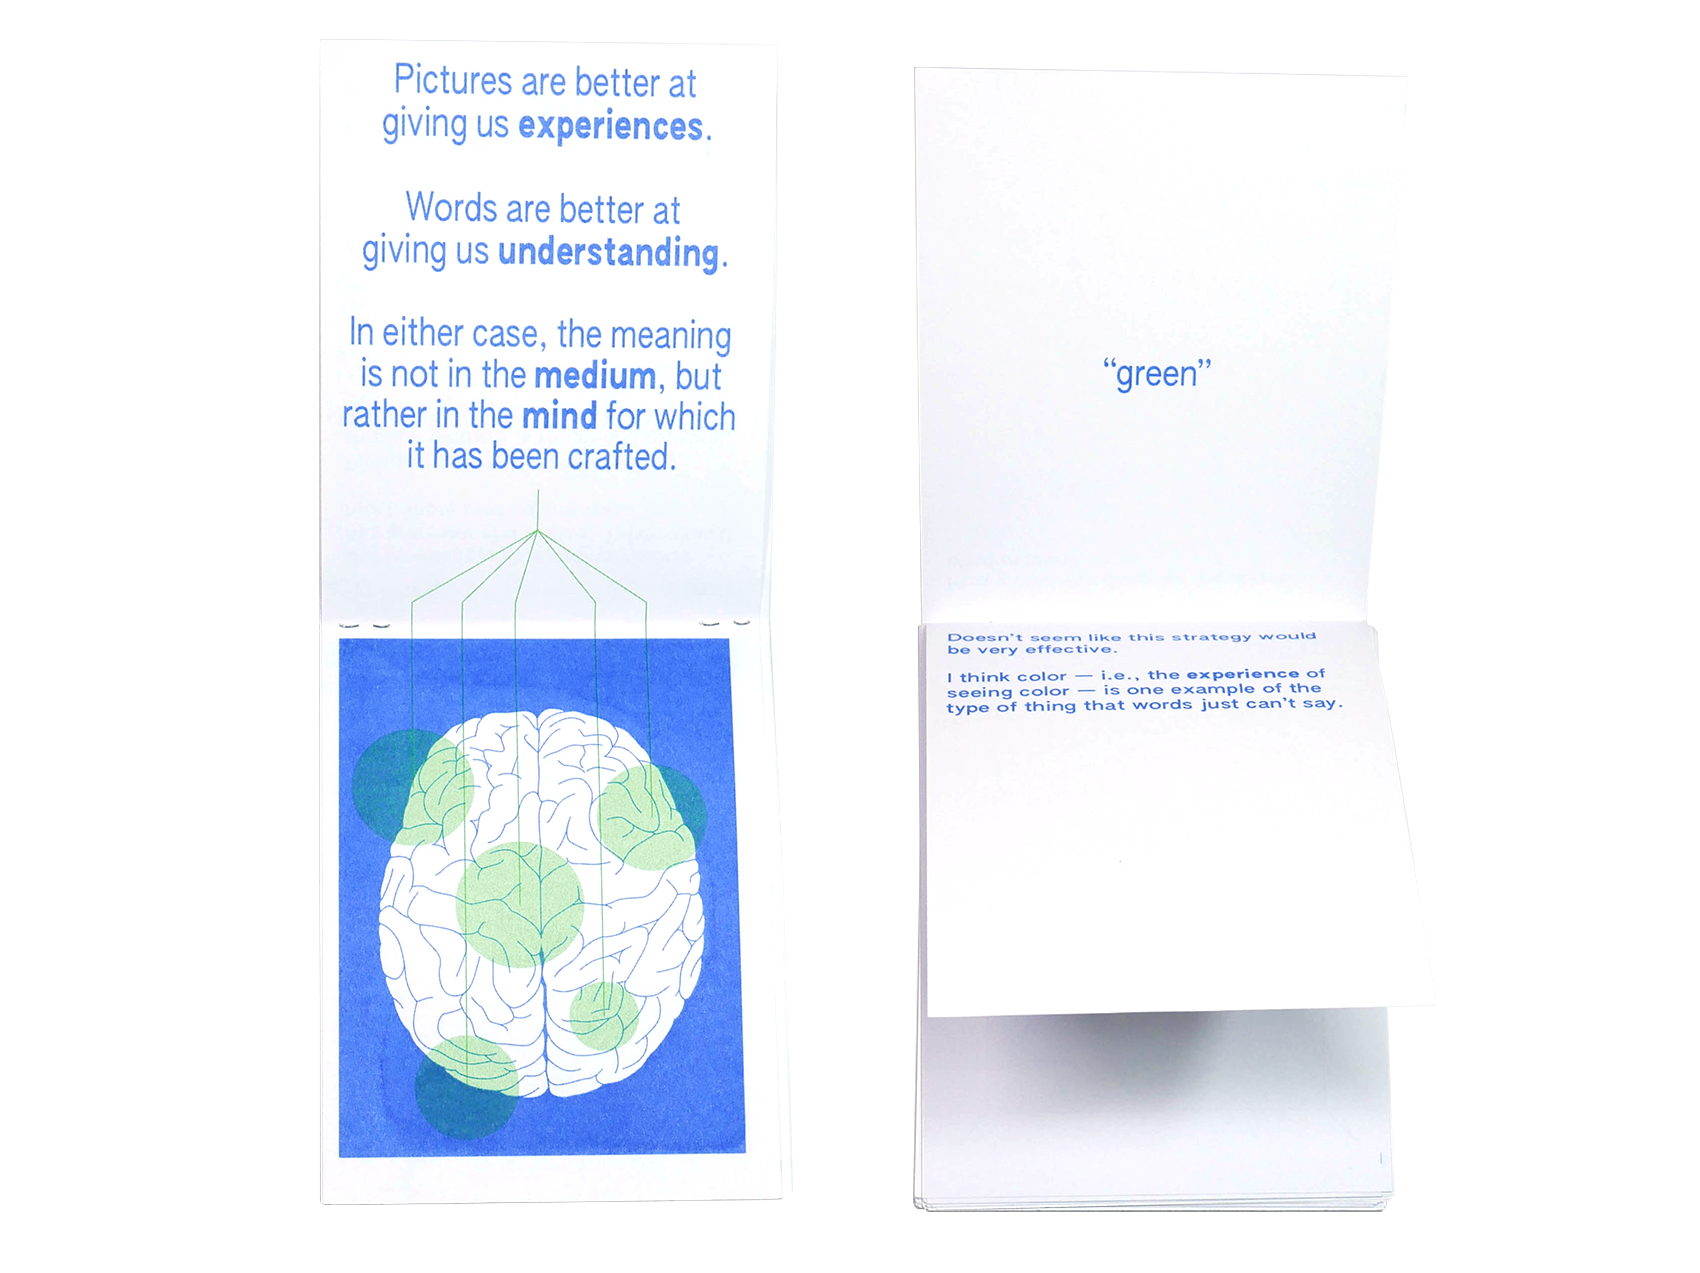 Pictures are better at
giving us experiences.
Words are better at
giving us understanding.
In either case, the meaning
is not in the medium, but
rather in the mind for which
it has been crafted.
“green”
Doesn’t seem like this strategy would
be very effective.
I think color — i.e., the experience of
seeing color — is one example of the
type of thing that words just can’t say.